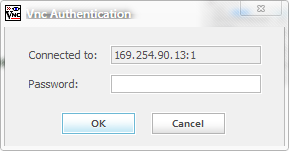 Vnc Authentication
Connected to: 169.254.90.13:1
Password:
OK Cancel